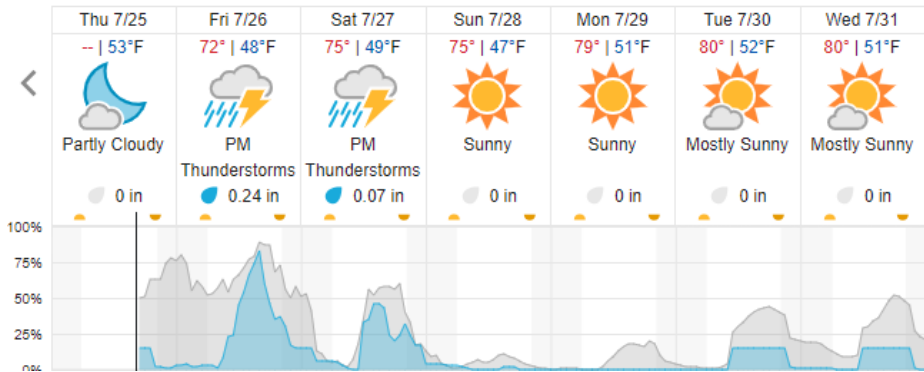 Thu 7/25 Fri 7/26 Sat 7/27 Sun 7/28 Mon 7/29 Tue 7/30 Wed 7/31
-- | 53°F 72° | 48°F 75° | 49°F 75° | 47°F 79° | 51°F 80° | 52°F 80° | 51°F
Partly Cloudy PM PM Sunny Sunny Mostly Sunny Mostly Sunny
Thunderstorms Thunderstorms
0 in 0.24 in 0.07 in 0 in 0 in 0 in 0 in
100%
75%
50%
25%
0%